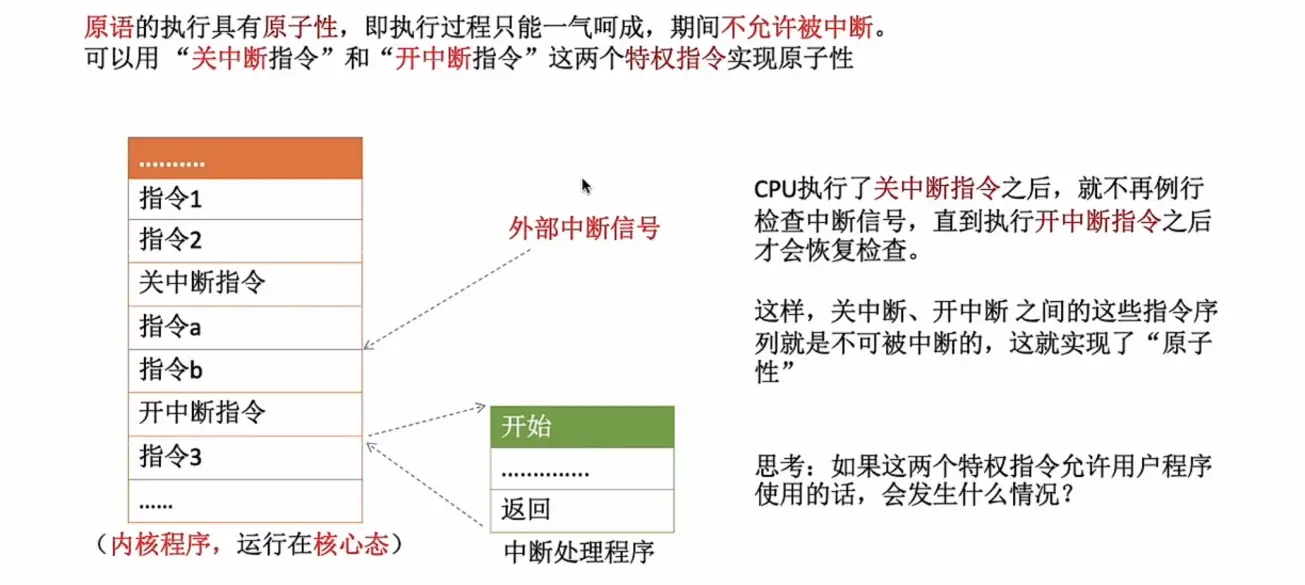 原语的执行具有原子性，即执行过程只能一气呵成，期间不允许被中断。
可以用 “关中断指令” 和 “开中断指令” 这两个特权指令实现原子性
..........
指令1
指令2
关中断指令
指令a
指令b
开中断指令
指令3
......
（内核程序，运行在核心态）
外部中断信号
开始
..............
返回
中断处理程序
CPU执行了关中断指令之后，就不再例行
检查中断信号，直到执行开中断指令之后
才会恢复检查。
这样，关中断、开中断 之间的这些指令序
列就是不可被中断的，这就实现了“原子
性”
思考：如果这两个特权指令允许用户程序
使用的话，会发生什么情况？